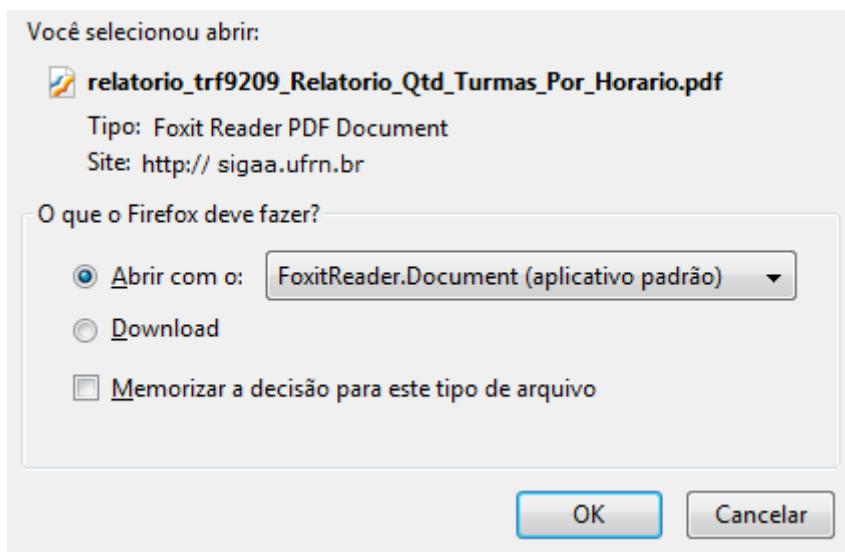 Você selecionou abrir:
relatorio_trf9209_Relatorio_Qtd_Turmas_Por_Horario.pdf
Tipo: Foxit Reader PDF Document
Site: http:// sigaa.ufrn.br
O que o Firefox deve fazer?
Abrir com o: FoxitReader.Document (aplicativo padrão)
Download
Memorizar a decisão para este tipo de arquivo
OK Cancelar